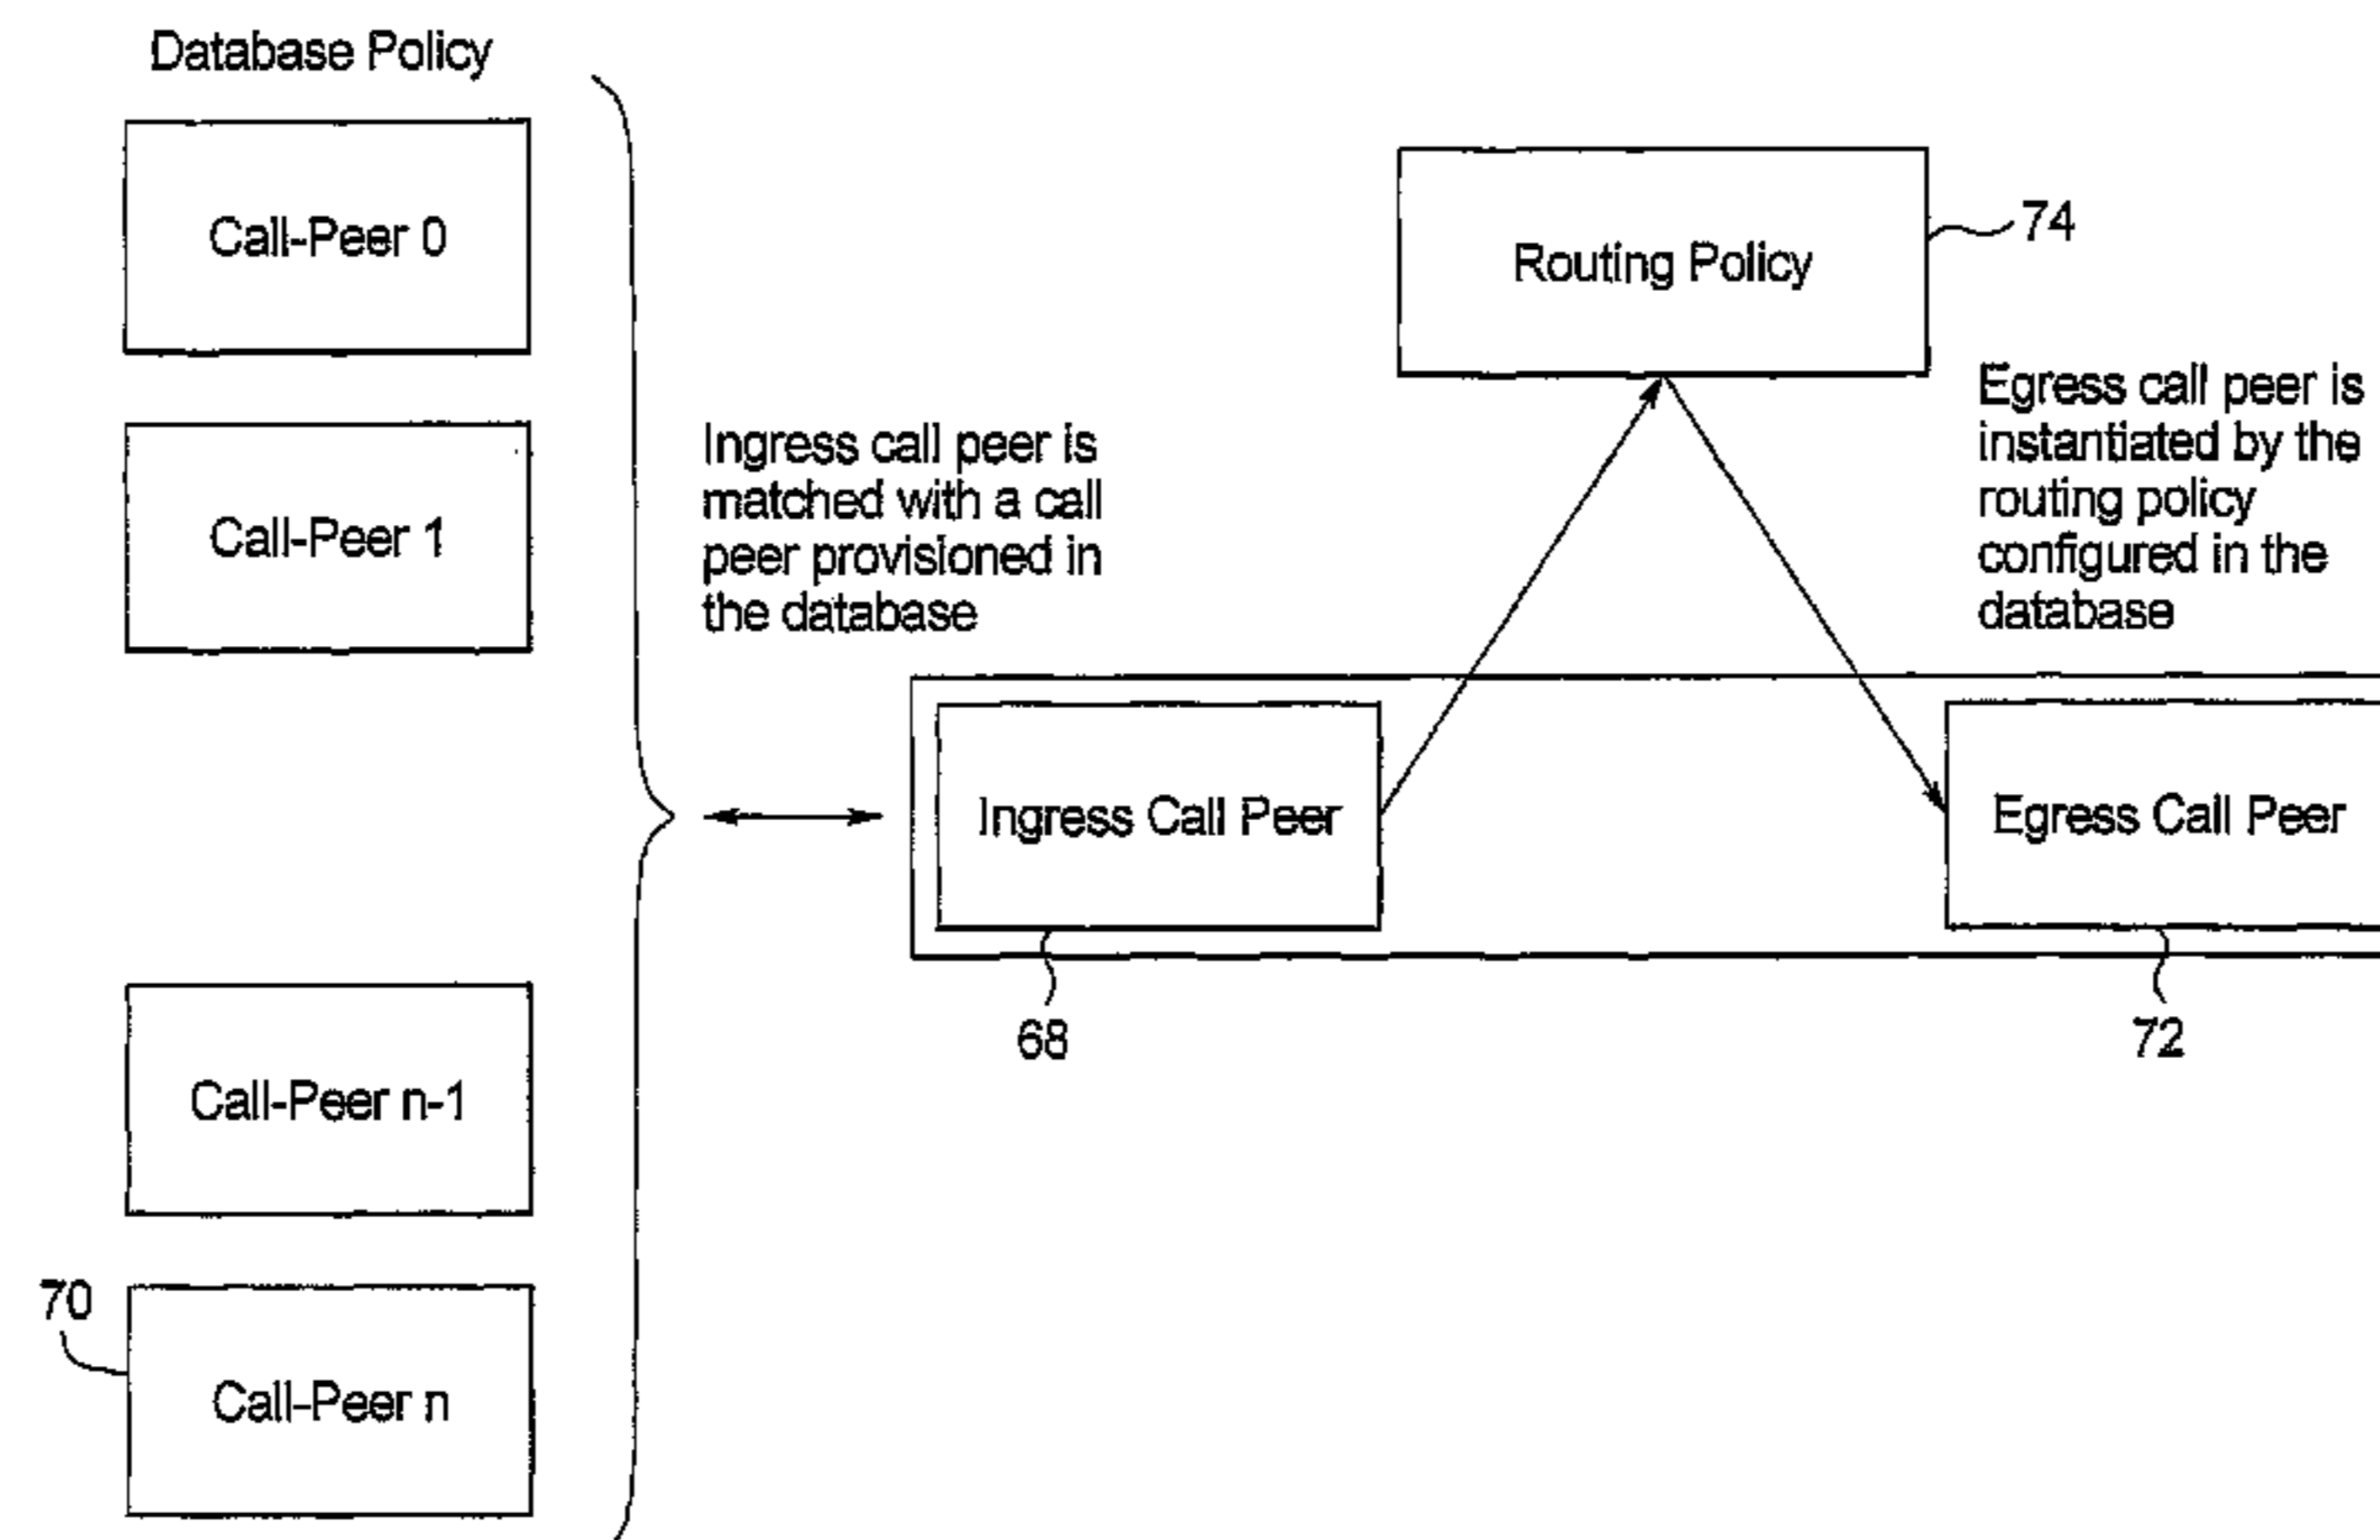 Database Policy
Call-Peer 0
Call-Peer 1
Call-Peer n-1
70
Call-Peer n
Ingress call peer is
matched with a call
peer provisioned in
the database
Routing Policy
74
Egress call peer is
instantiated by the
routing policy
configured in the
database
Ingress Call Peer
68
Egress Call Peer
72